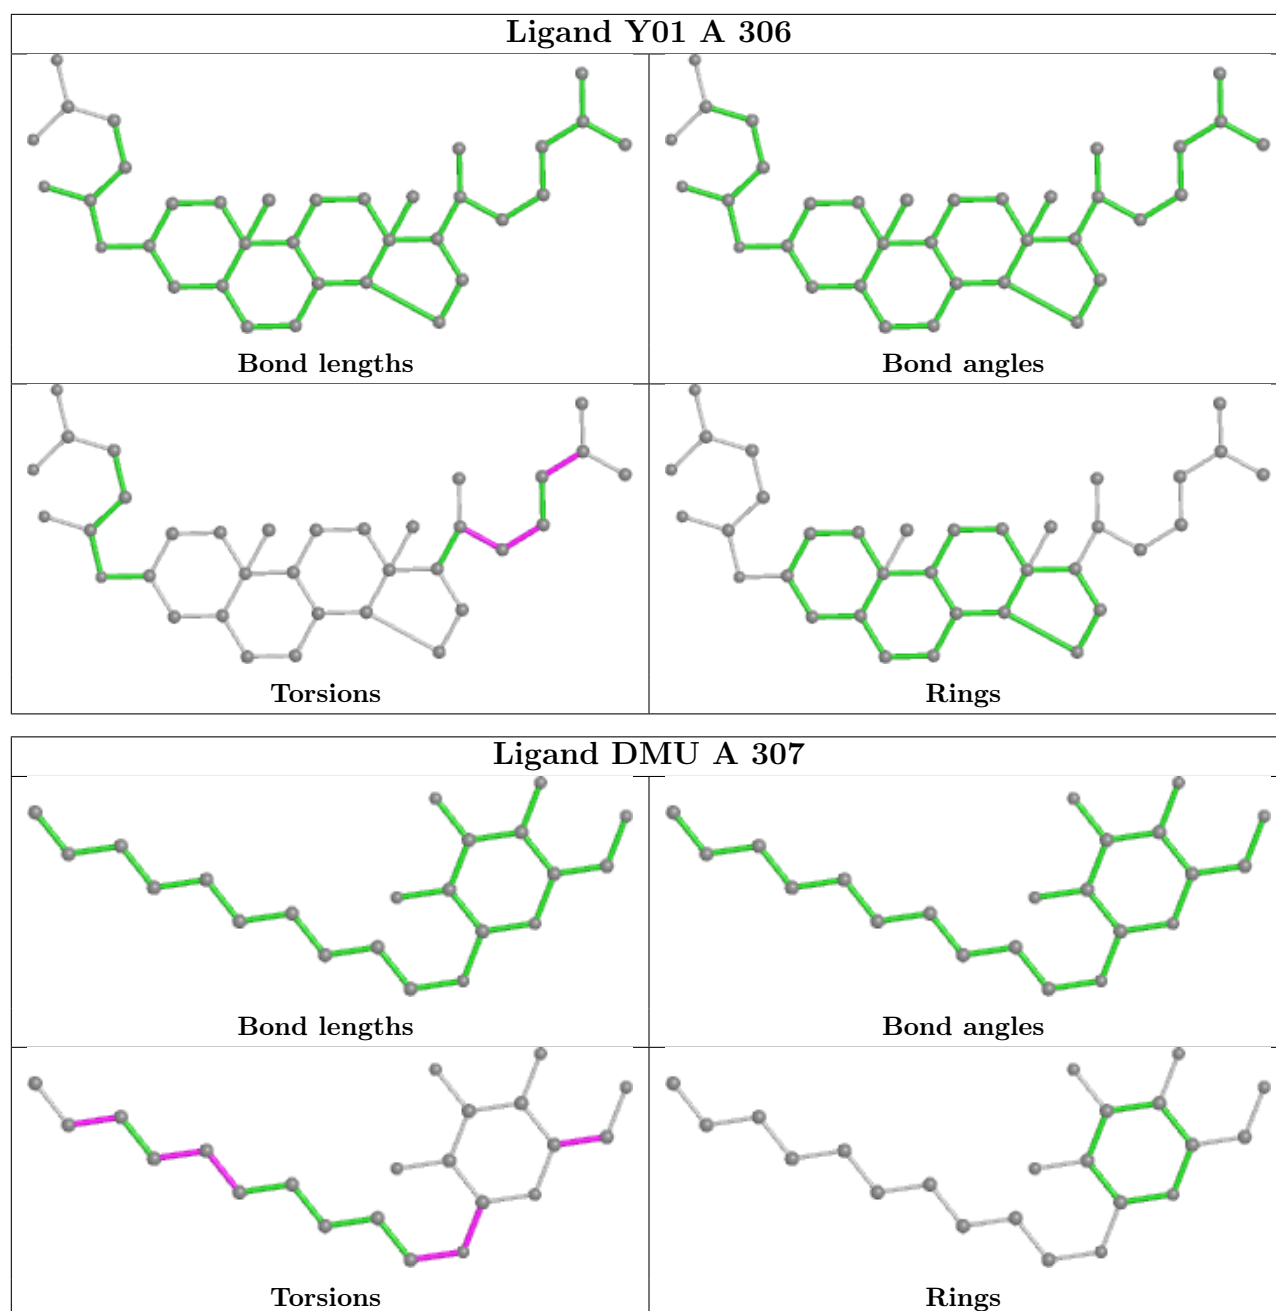 Ligand Y01 A 306
Bond lengths
Bond angles
Torsions
Rings
Ligand DMU A 307
Bond lengths
Bond angles
Torsions
Rings